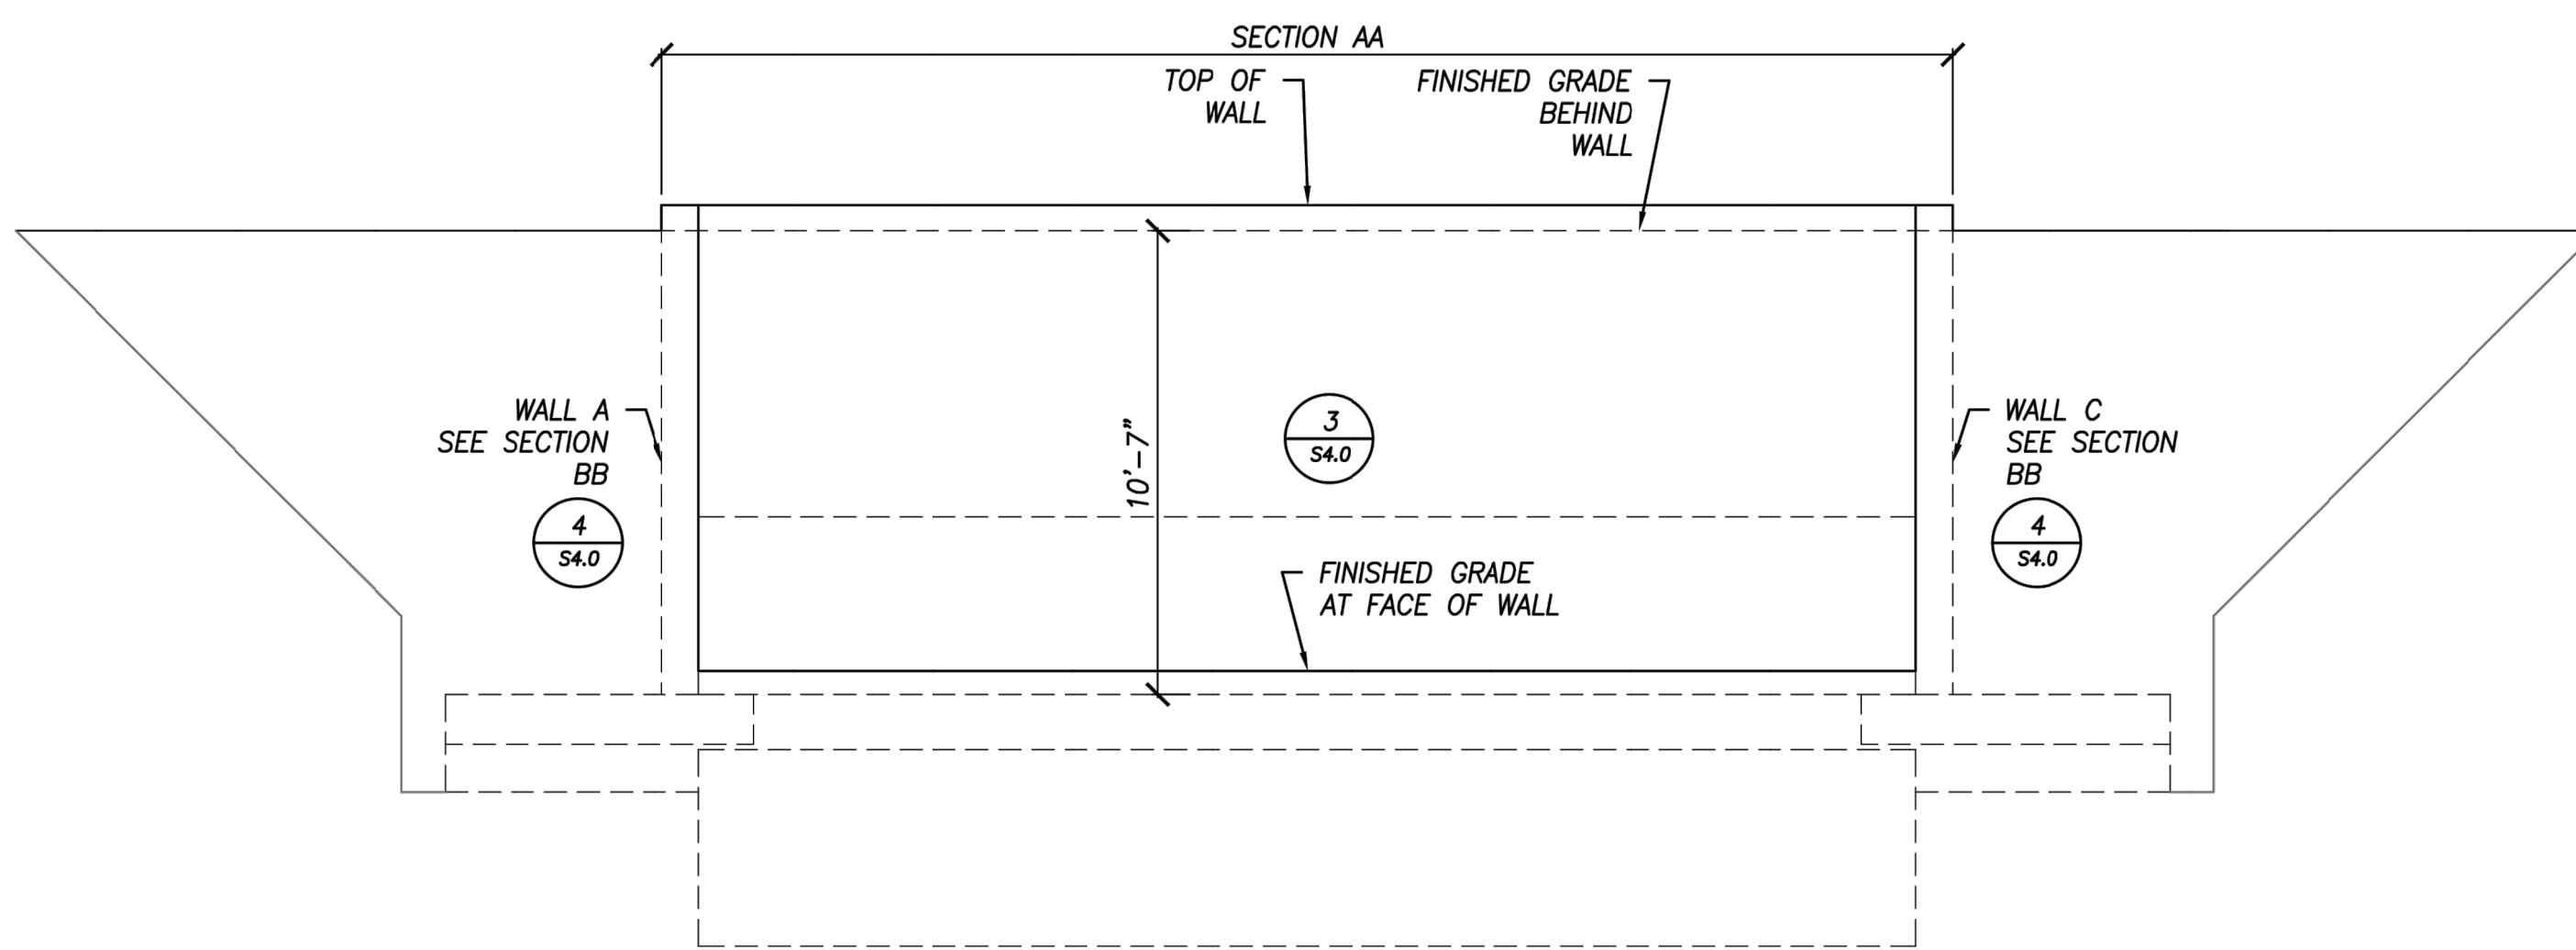 SECTION AA
TOP OF
WALL
FINISHED GRADE
BEHIND
WALL
WALL A
SEE SECTION
BB
4
S4.0
10'-7"
3
S4.0
WALL C
SEE SECTION
BB
4
S4.0
FINISHED GRADE
AT FACE OF WALL